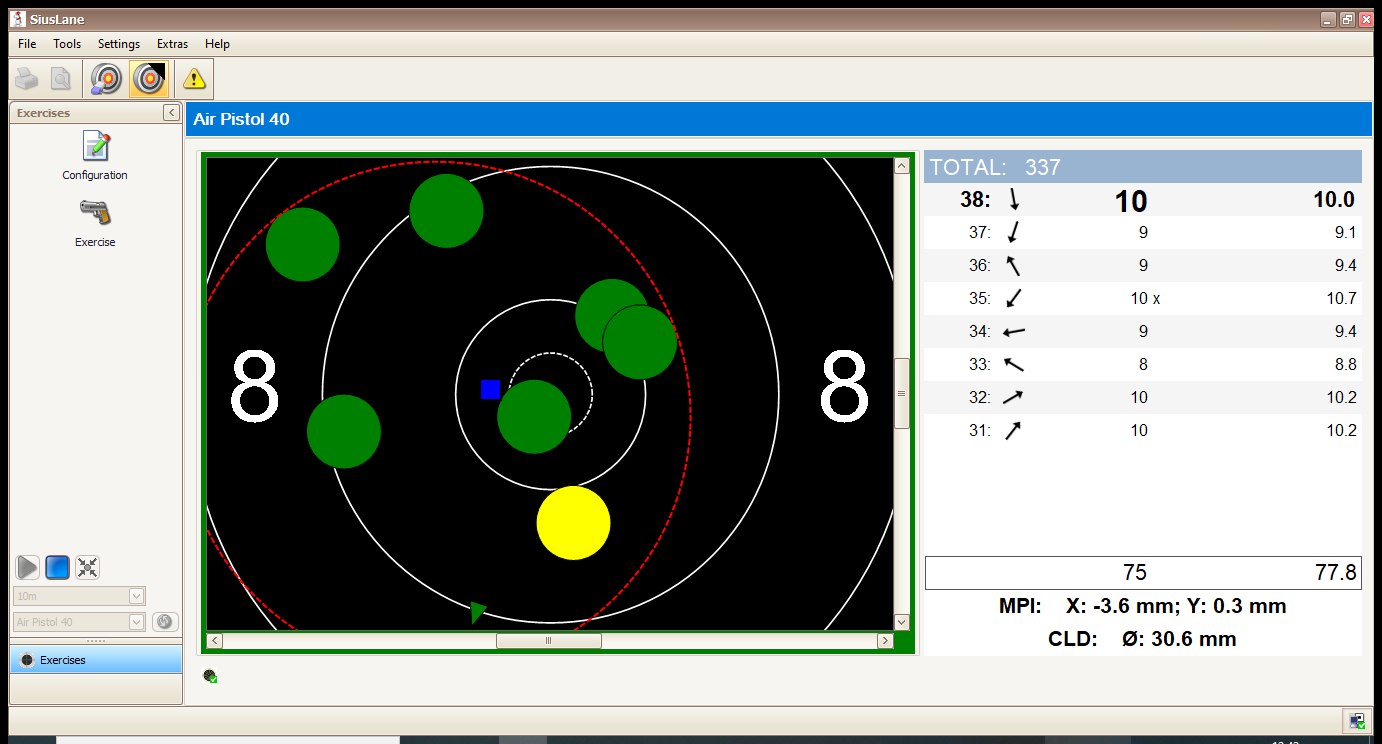 SiusLane
File Tools Settings Extras Help
Exercises
Air Pistol 40
Configuration
Exercise
8 8
TOTAL: 337
38: 10 10.0
37: 9 9.1
36: 9 9.4
35: 10 x 10.7
34: 9 9.4
33: 8 8.8
32: 10 10.2
31: 10 10.2
75 77.8
MPI: X: -3.6 mm; Y: 0.3 mm
CLD: Ø: 30.6 mm
10m
Air Pistol 40
Exercises